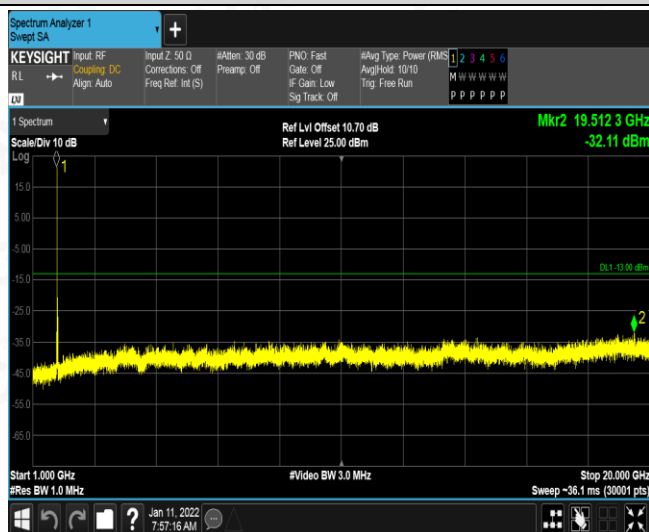 Spectrum Analyzer 1
Swept SA
KEYSIGHT
RL
LXI
Input: RF
Coupling: DC
Align: Auto
Input Z: 50 Ω
Corrections: Off
Freq Ref: Int (S)
#Atten: 30 dB
Preamp: Off
PNO: Fast
Gate: Off
IF Gain: Low
Sig Track: Off
#Avg Type: Power (RMS
Avg|Hold: 10/10
Trig: Free Run
1 2 3 4 5 6
M W W W W W
P P P P P P
1 Spectrum
Scale/Div 10 dB
Ref Lvl Offset 10.70 dB
Ref Level 25.00 dBm
Mkr2 19.512 3 GHz
-32.11 dBm
Log
1
15.0
5.00
-5.00
DL1 -13.00 dBm
-15.0
-25.0
2
-35.0
-45.0
-55.0
-65.0
Start 1.000 GHz
#Video BW 3.0 MHz
Stop 20.000 GHz
#Res BW 1.0 MHz
Sweep ~36.1 ms (30001 pts)
?
Jan 11, 2022
7:57:16 AM